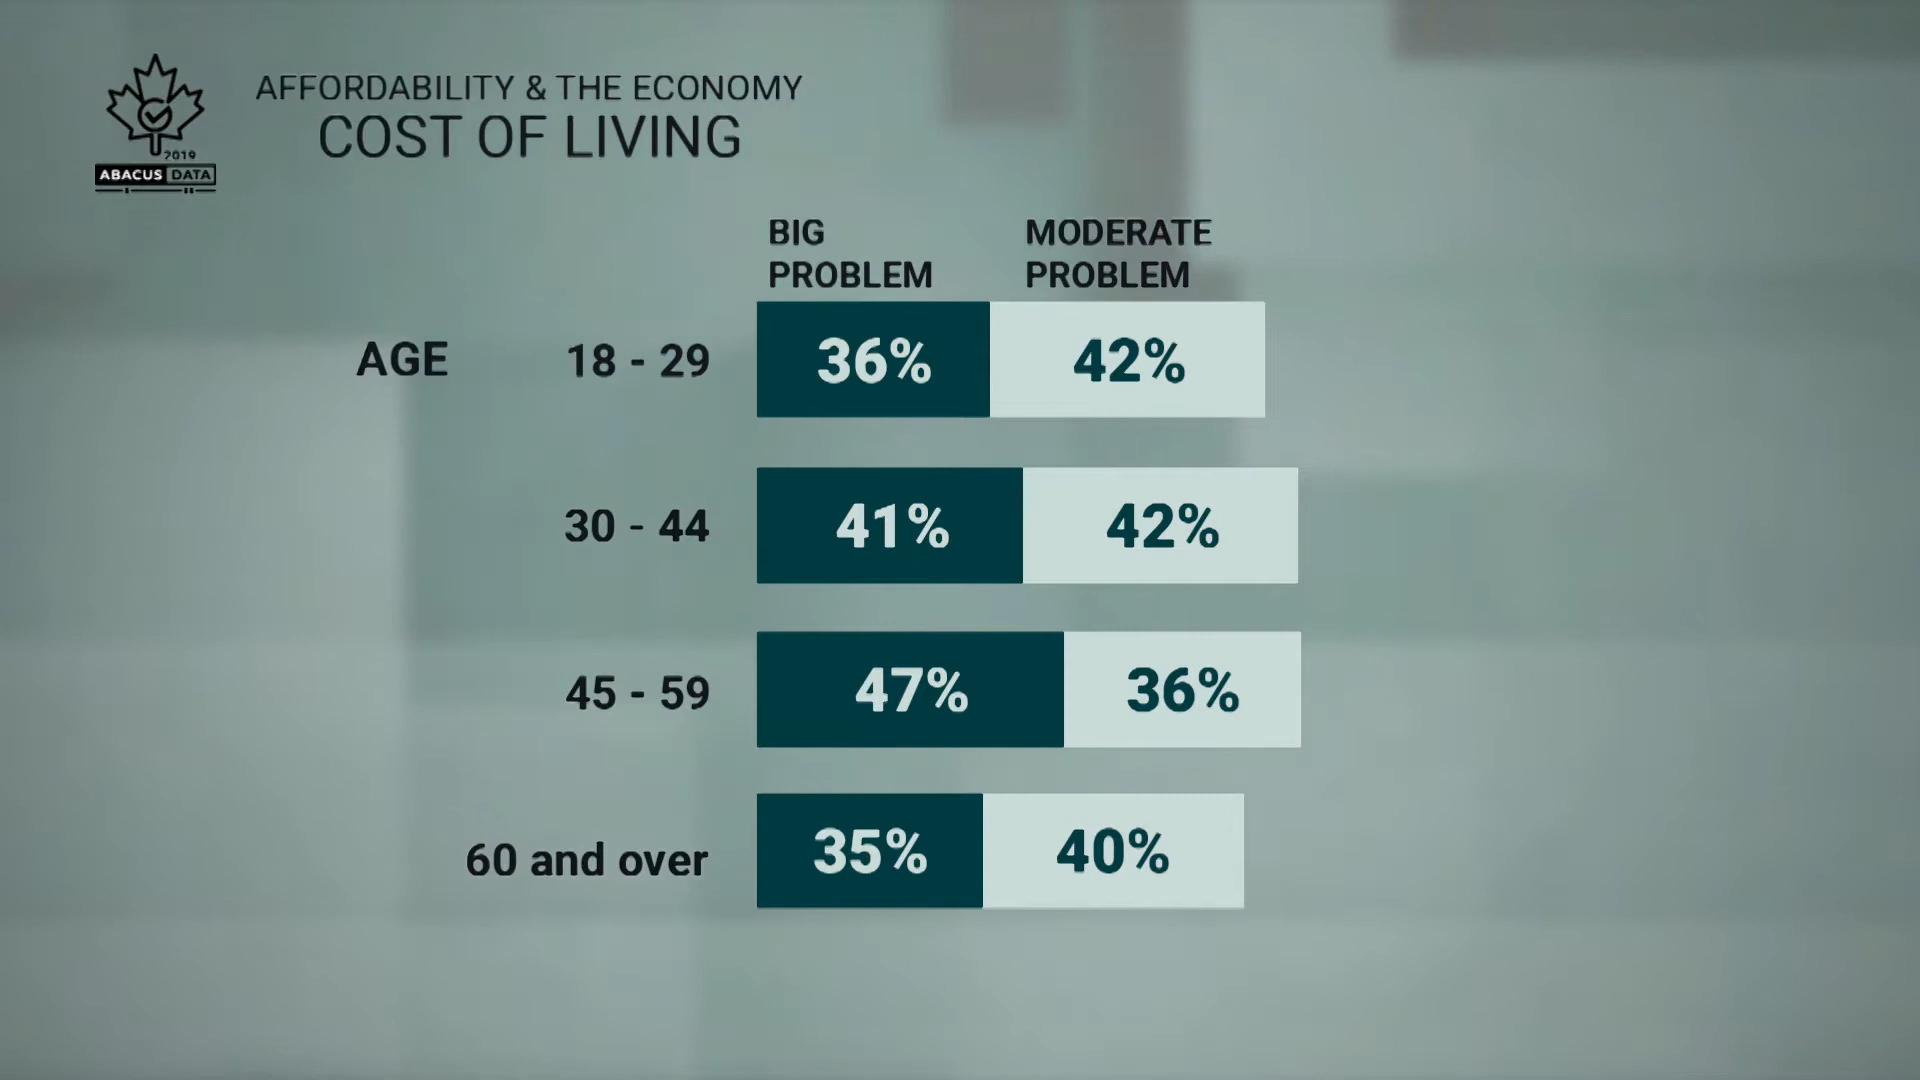 2019
ABACUS DATA
AFFORDABILITY & THE ECONOMY
COST OF LIVING
BIG PROBLEM
MODERATE PROBLEM
AGE 18 - 29 36% 42%
30 - 44 41% 42%
45 - 59 47% 36%
60 and over 35% 40%